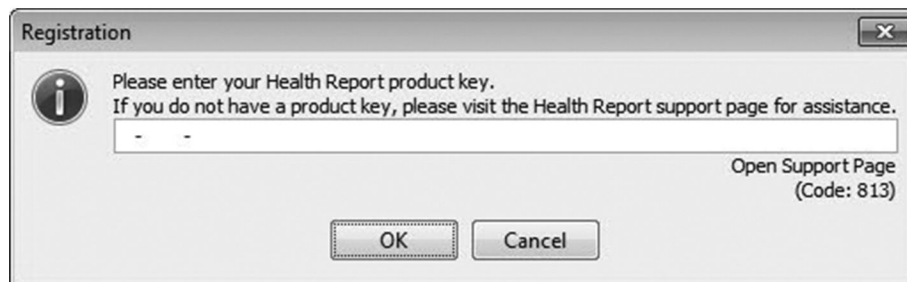 Registration
Please enter your Health Report product key.
If you do not have a product key, please visit the Health Report support page for assistance.
- -
Open Support Page
(Code: 813)
OK Cancel